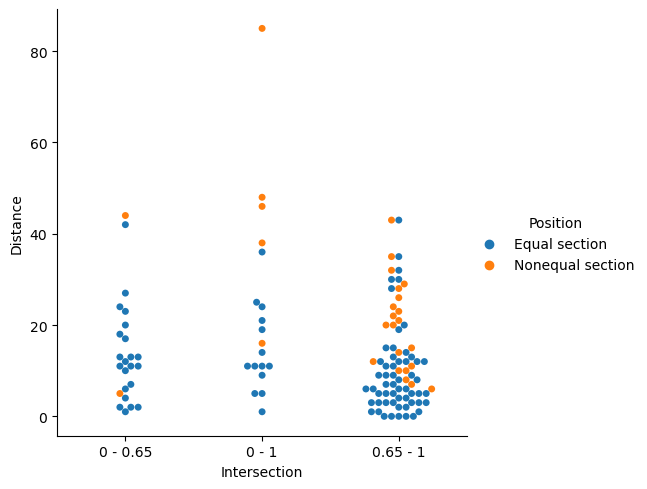 80
60
40
20
0
Distance
0 - 0.65
0 - 1
0.65 - 1
Intersection
Position
Equal section
Nonequal section